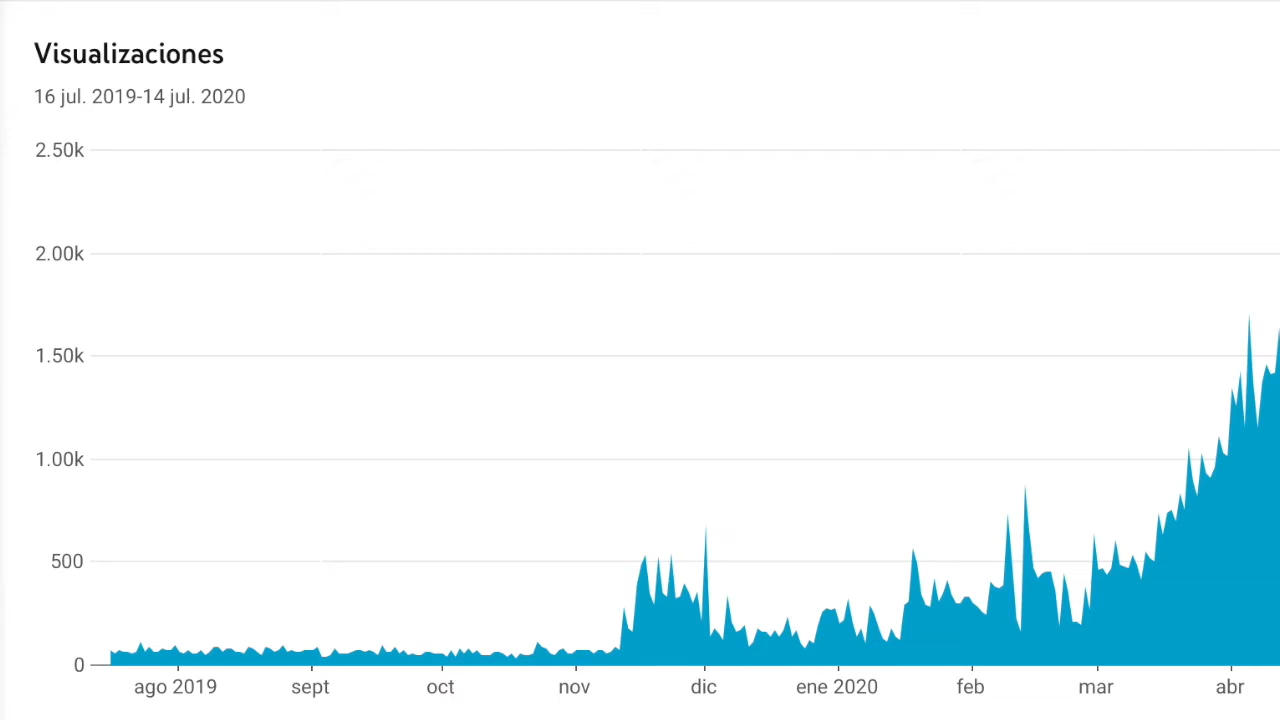 Visualizaciones
16 jul. 2019-14 jul. 2020
2.50k
2.00k
1.50k
1.00k
500
0
ago 2019 sept oct nov dic ene 2020 feb mar abr